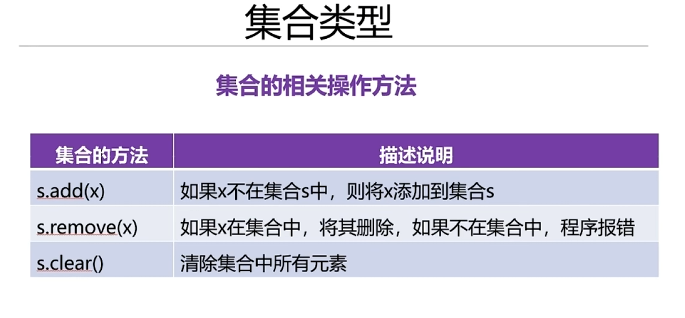 集合类型
集合的相关操作方法
集合的方法 描述说明
s.add(x) 如果x不在集合s中，则将x添加到集合s
s.remove(x) 如果x在集合中，将其删除，如果不在集合中，程序报错
s.clear() 清除集合中所有元素